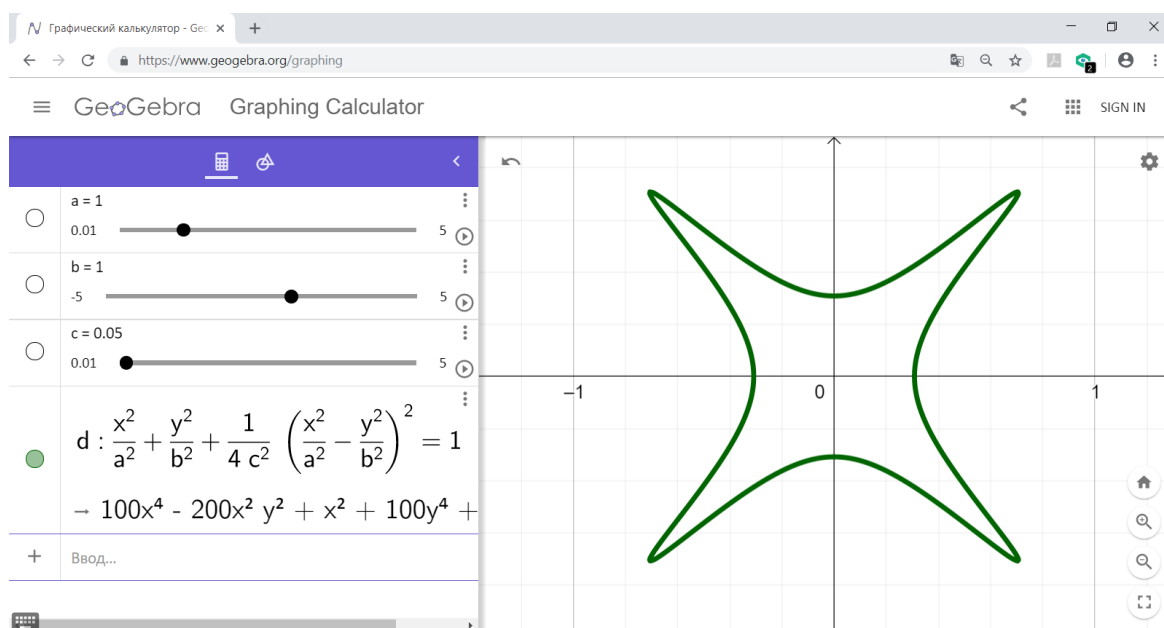 Графический калькулятор - Geo
https://www.geogebra.org/graphing
2
GeoGebra Graphing Calculator
SIGN IN
a = 1
0.01 5
b = 1
-5 5
c = 0.05
0.01 5
d : x²/a² + y²/b² + 1/(4 c²) (x²/a² − y²/b²)² = 1
→ 100x⁴ - 200x² y² + x² + 100y⁴ +
Ввод...
−1 0 1